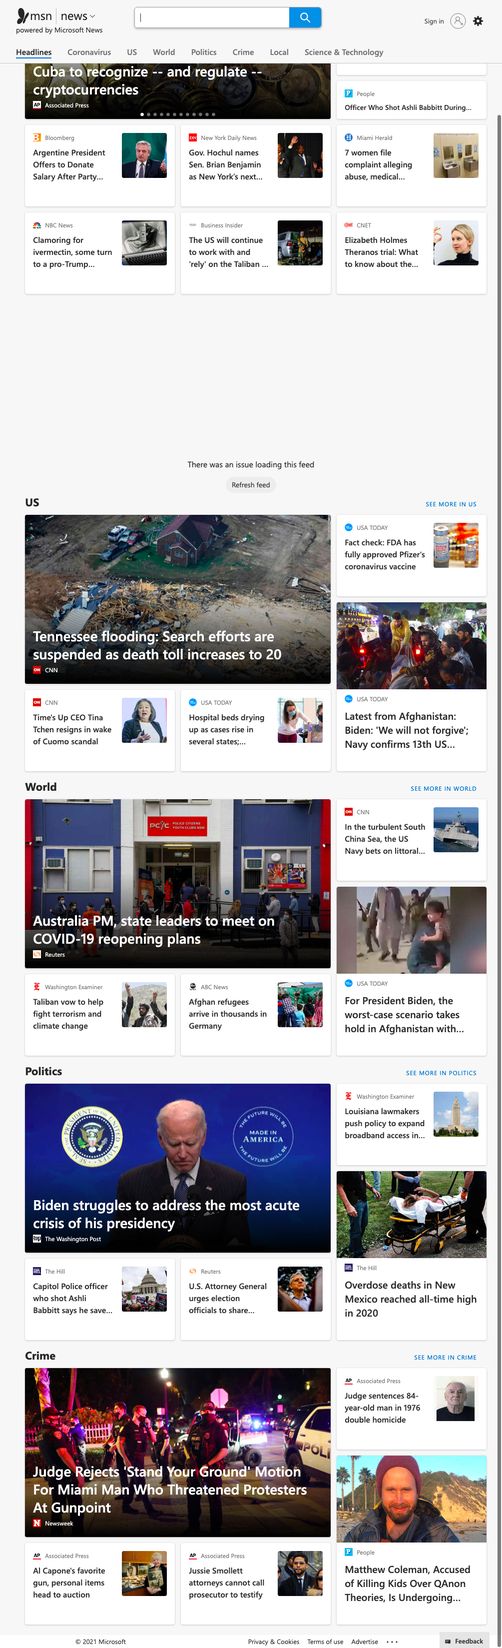 msn | news
powered by Microsoft News
Sign in
Headlines Coronavirus US World Politics Crime Local Science & Technology
Cuba to recognize -- and regulate --
cryptocurrencies
Associated Press
People
Officer Who Shot Ashli Babbitt During...
Bloomberg
Argentine President
Offers to Donate
Salary After Party...
New York Daily News
Gov. Hochul names
Sen. Brian Benjamin
as New York's next...
Miami Herald
7 women file
complaint alleging
abuse, medical...
NBC News
Clamoring for
ivermectin, some turn
to a pro-Trump...
Business Insider
The US will continue
to work with and
'rely' on the Taliban ...
CNET
Elizabeth Holmes
Theranos trial: What
to know about the...
There was an issue loading this feed
Refresh feed
US
SEE MORE IN US
Tennessee flooding: Search efforts are
suspended as death toll increases to 20
CNN
USA TODAY
Fact check: FDA has
fully approved Pfizer's
coronavirus vaccine
CNN
Time's Up CEO Tina
Tchen resigns in wake
of Cuomo scandal
USA TODAY
Hospital beds drying
up as cases rise in
several states;...
USA TODAY
Latest from Afghanistan:
Biden: 'We will not forgive';
Navy confirms 13th US...
World
SEE MORE IN WORLD
POLICE CITIZENS
YOUTH CLUBS NSW
Australia PM, state leaders to meet on
COVID-19 reopening plans
Reuters
CNN
In the turbulent South
China Sea, the US
Navy bets on littoral...
Washington Examiner
Taliban vow to help
fight terrorism and
climate change
ABC News
Afghan refugees
arrive in thousands in
Germany
USA TODAY
For President Biden, the
worst-case scenario takes
hold in Afghanistan with...
Politics
SEE MORE IN POLITICS
THE FUTURE WILL BE
MADE IN
AMERICA
THE FUTURE WILL BE
Biden struggles to address the most acute
crisis of his presidency
The Washington Post
Washington Examiner
Louisiana lawmakers
push policy to expand
broadband access in...
The Hill
Capitol Police officer
who shot Ashli
Babbitt says he save...
Reuters
U.S. Attorney General
urges election
officials to share...
The Hill
Overdose deaths in New
Mexico reached all-time high
in 2020
Crime
SEE MORE IN CRIME
Judge Rejects 'Stand Your Ground' Motion
For Miami Man Who Threatened Protesters
At Gunpoint
Newsweek
Associated Press
Judge sentences 84-
year-old man in 1976
double homicide
Associated Press
Al Capone's favorite
gun, personal items
head to auction
Associated Press
Jussie Smollett
attorneys cannot call
prosecutor to testify
People
Matthew Coleman, Accused
of Killing Kids Over QAnon
Theories, Is Undergoing...
© 2021 Microsoft
Privacy & Cookies Terms of use Advertise ...
Feedback